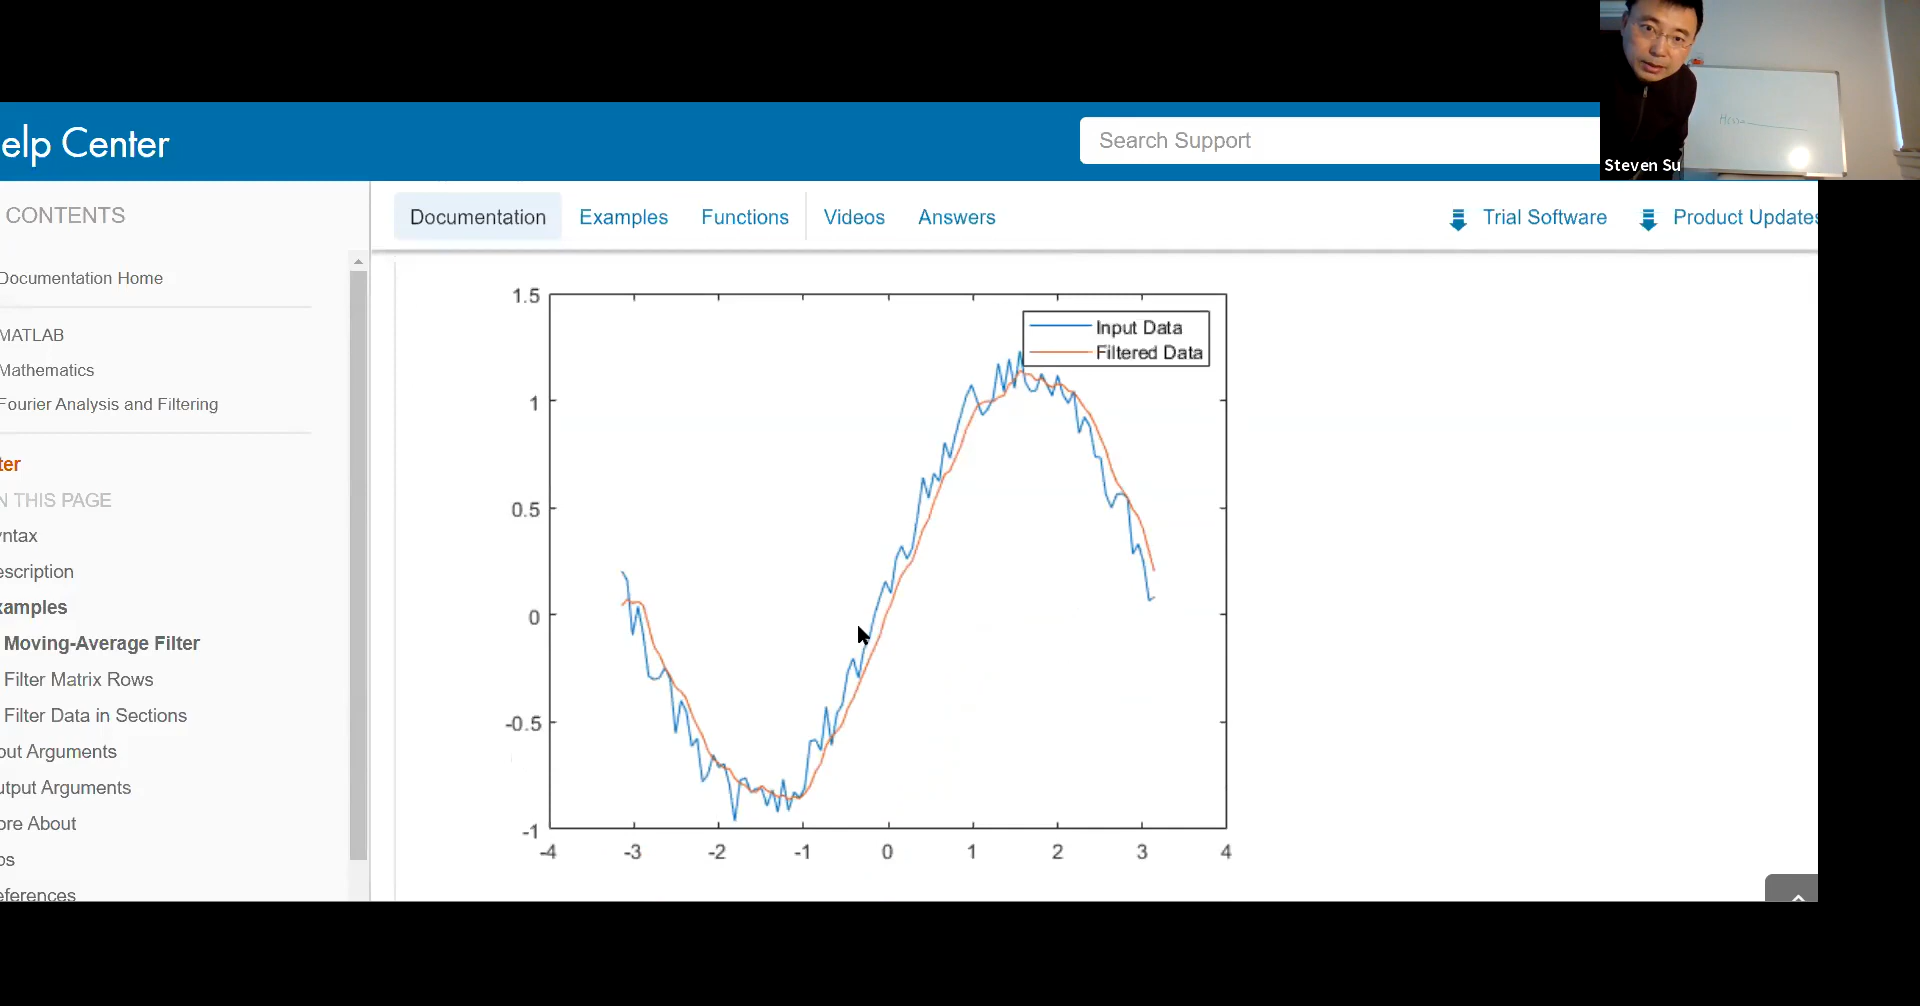 elp Center
Search Support
Steven Su
CONTENTS
Documentation
Examples
Functions
Videos
Answers
Trial Software
Product Updates
Documentation Home
MATLAB
Mathematics
Fourier Analysis and Filtering
ter
N THIS PAGE
ntax
escription
xamples
Moving-Average Filter
Filter Matrix Rows
Filter Data in Sections
out Arguments
utput Arguments
ore About
os
eferences
Input Data
Filtered Data
1.5
1
0.5
0
-0.5
-1
-4 -3 -2 -1 0 1 2 3 4